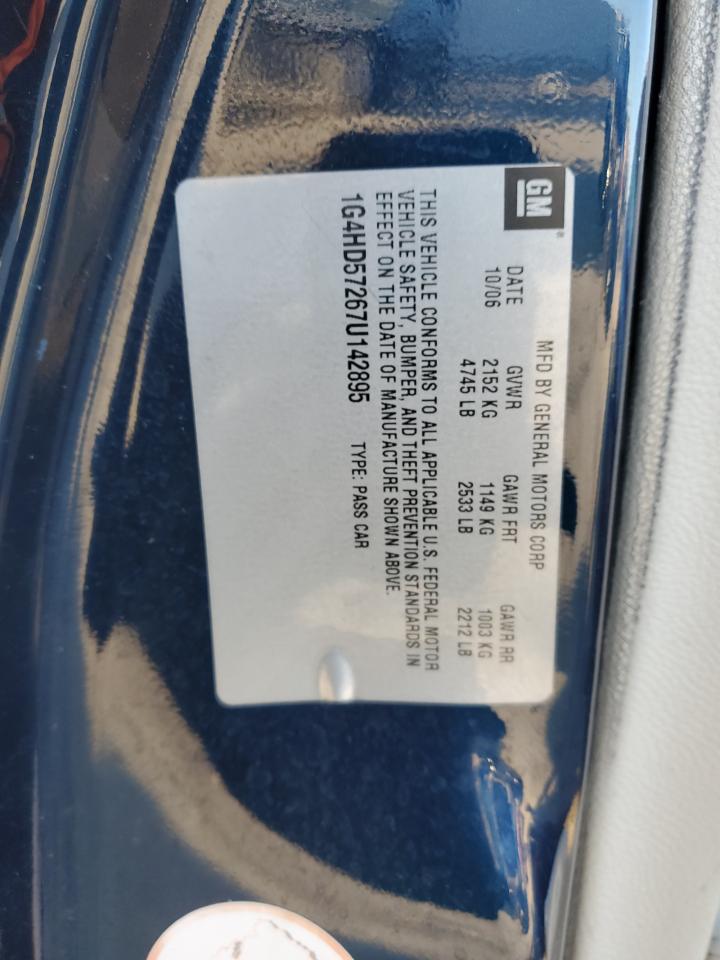 GM®
MFD BY GENERAL MOTORS CORP
DATE GVWR GAWR FRT GAWR RR
10/06 2152 KG 1149 KG 1003 KG
4745 LB 2533 LB 2212 LB
THIS VEHICLE CONFORMS TO ALL APPLICABLE U.S. FEDERAL MOTOR
VEHICLE SAFETY, BUMPER, AND THEFT PREVENTION STANDARDS IN
EFFECT ON THE DATE OF MANUFACTURE SHOWN ABOVE.
1G4HD57267U142895 TYPE: PASS CAR